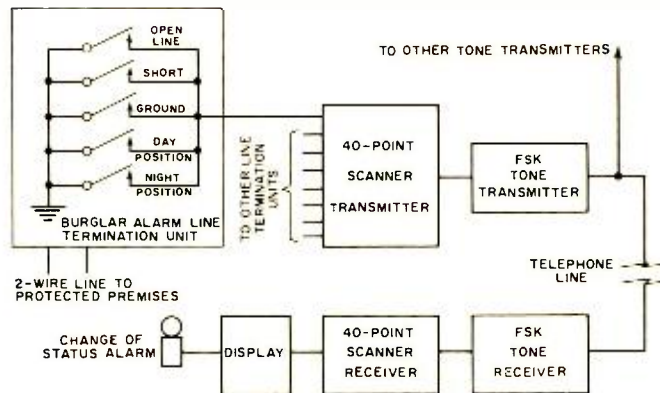 OPEN
LINE
SHORT
GROUND
DAY
POSITION
NIGHT
POSITION
BURGLAR ALARM LINE
TERMINATION UNIT
2-WIRE LINE TO
PROTECTED PREMISES
TO OTHER LINE
TERMINATION
UNITS
40-POINT
SCANNER
TRANSMITTER
FSK
TONE
TRANSMITTER
TO OTHER TONE TRANSMITTERS
TELEPHONE
LINE
CHANGE OF
STATUS ALARM
DISPLAY
40-POINT
SCANNER
RECEIVER
FSK
TONE
RECEIVER